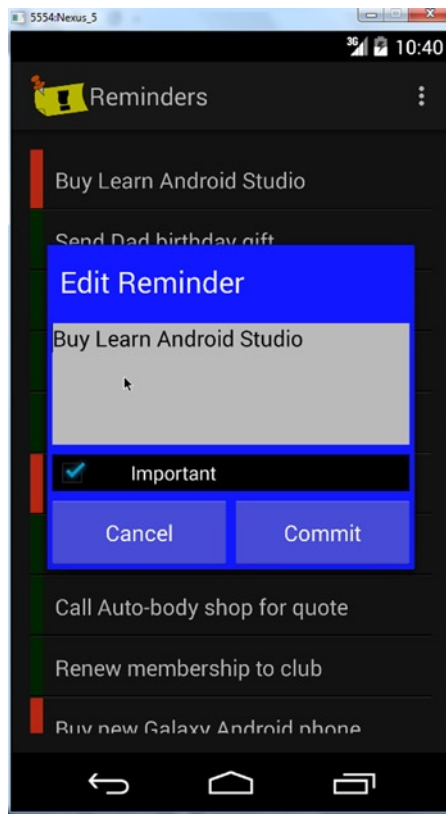 5554:Nexus_5
3G 10:40
Reminders
Buy Learn Android Studio
Send Dad birthday gift
Edit Reminder
Buy Learn Android Studio
Important
Cancel Commit
Call Auto-body shop for quote
Renew membership to club
Buy new Galaxy Android phone